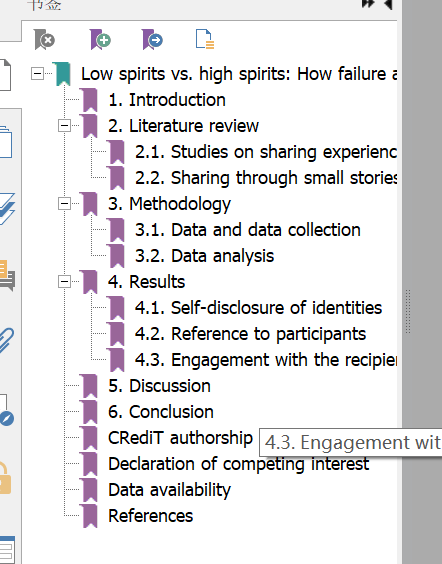 书签
Low spirits vs. high spirits: How failure a
1. Introduction
2. Literature review
2.1. Studies on sharing experienc
2.2. Sharing through small stories
3. Methodology
3.1. Data and data collection
3.2. Data analysis
4. Results
4.1. Self-disclosure of identities
4.2. Reference to participants
4.3. Engagement with the recipier
5. Discussion
6. Conclusion
CRediT authorship
4.3. Engagement wit
Declaration of competing interest
Data availability
References